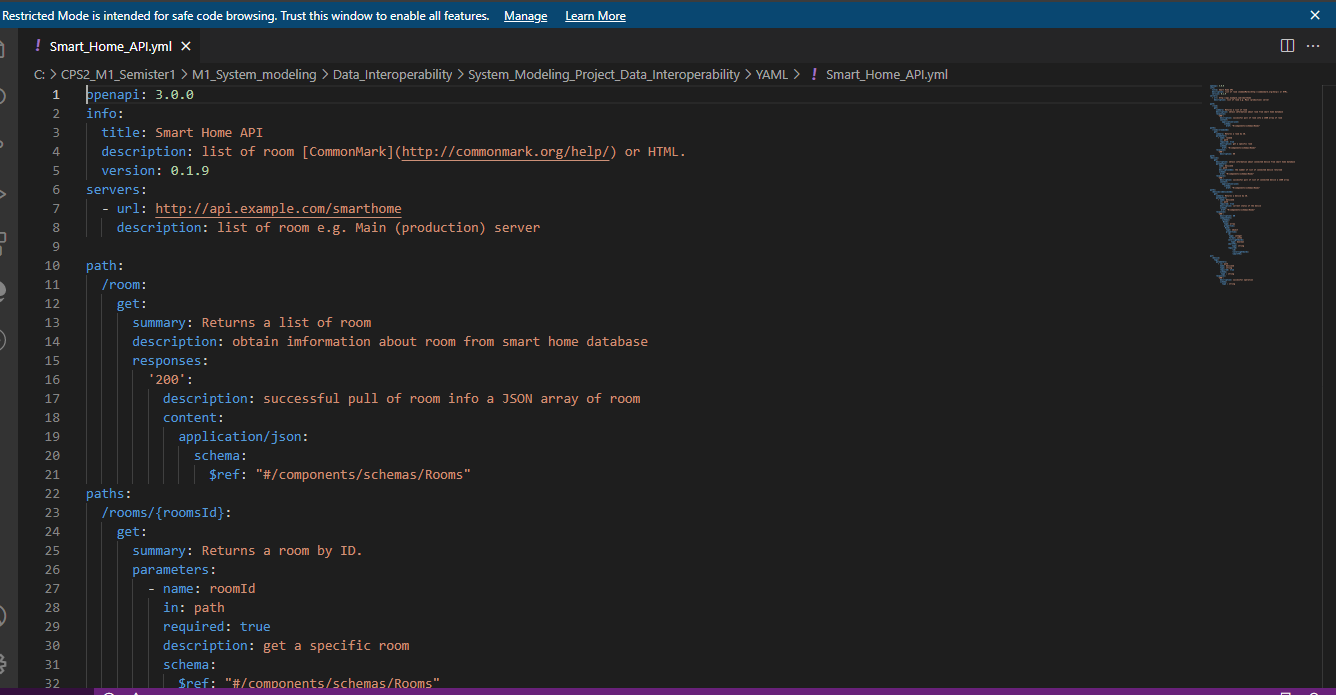 Restricted Mode is intended for safe code browsing. Trust this window to enable all features. Manage Learn More
! Smart_Home_API.yml
C: > CPS2_M1_Semister1 > M1_System_modeling > Data_Interoperability > System_Modeling_Project_Data_Interoperability > YAML > ! Smart_Home_API.yml
1 openapi: 3.0.0
2 info:
3 title: Smart Home API
4 description: list of room [CommonMark](http://commonmark.org/help/) or HTML.
5 version: 0.1.9
6 servers:
7 - url: http://api.example.com/smarthome
8 description: list of room e.g. Main (production) server
9
10 path:
11 /room:
12 get:
13 summary: Returns a list of room
14 description: obtain imformation about room from smart home database
15 responses:
16 '200':
17 description: successful pull of room info a JSON array of room
18 content:
19 application/json:
20 schema:
21 $ref: "#/components/schemas/Rooms"
22 paths:
23 /rooms/{roomsId}:
24 get:
25 summary: Returns a room by ID.
26 parameters:
27 - name: roomId
28 in: path
29 required: true
30 description: get a specific room
31 schema:
32 $ref: "#/components/schemas/Rooms"